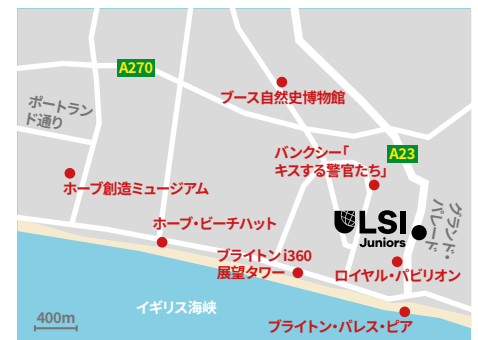 A270
ブース自然史博物館
ポートラン
ド通り
バンクシー「
キスする警官たち」
A23
ホーブ創造ミュージアム
グランド・
パレード
ULSI
Juniors
ホーブ・ビーチハット
ブライトン i360
展望タワー
ロイヤル・パビリオン
イギリス海峡
400m
ブライトン・パレス・ピア